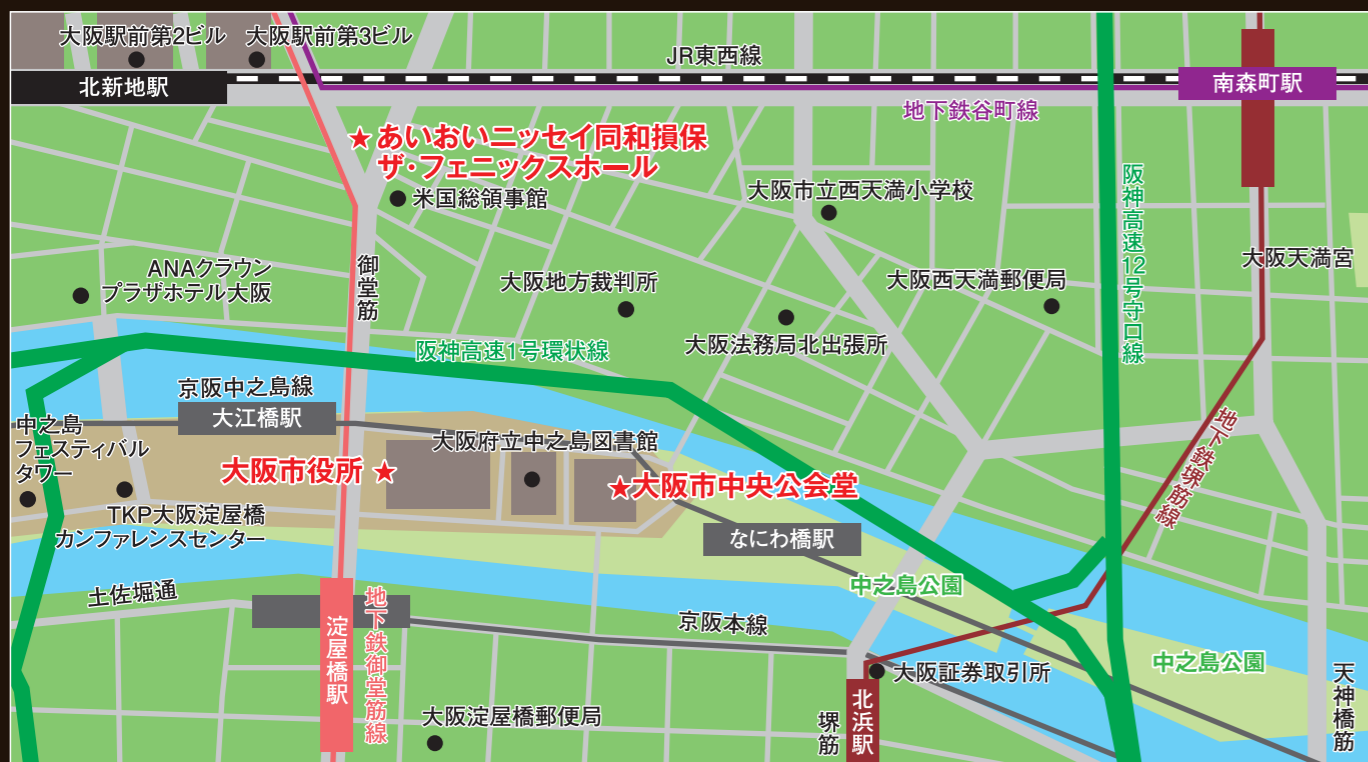 大阪駅前第2ビル
大阪駅前第3ビル
JR東西線
北新地駅
南森町駅
地下鉄谷町線
★あいおいニッセイ同和損保
ザ・フェニックスホール
米国総領事館
大阪市立西天満小学校
阪神高速12号守口線
御堂筋
ANAクラウン
プラザホテル大阪
大阪地方裁判所
大阪西天満郵便局
大阪天満宮
阪神高速1号環状線
大阪法務局北出張所
京阪中之島線
大江橋駅
中之島
フェスティバル
タワー
大阪府立中之島図書館
地下鉄堺筋線
大阪市役所★
★大阪市中央公会堂
TKP大阪淀屋橋
カンファレンスセンター
なにわ橋駅
中之島公園
土佐堀通
淀屋橋駅
地下鉄御堂筋線
京阪本線
中之島公園
大阪証券取引所
大阪淀屋橋郵便局
堺筋
北浜駅
天神橋筋